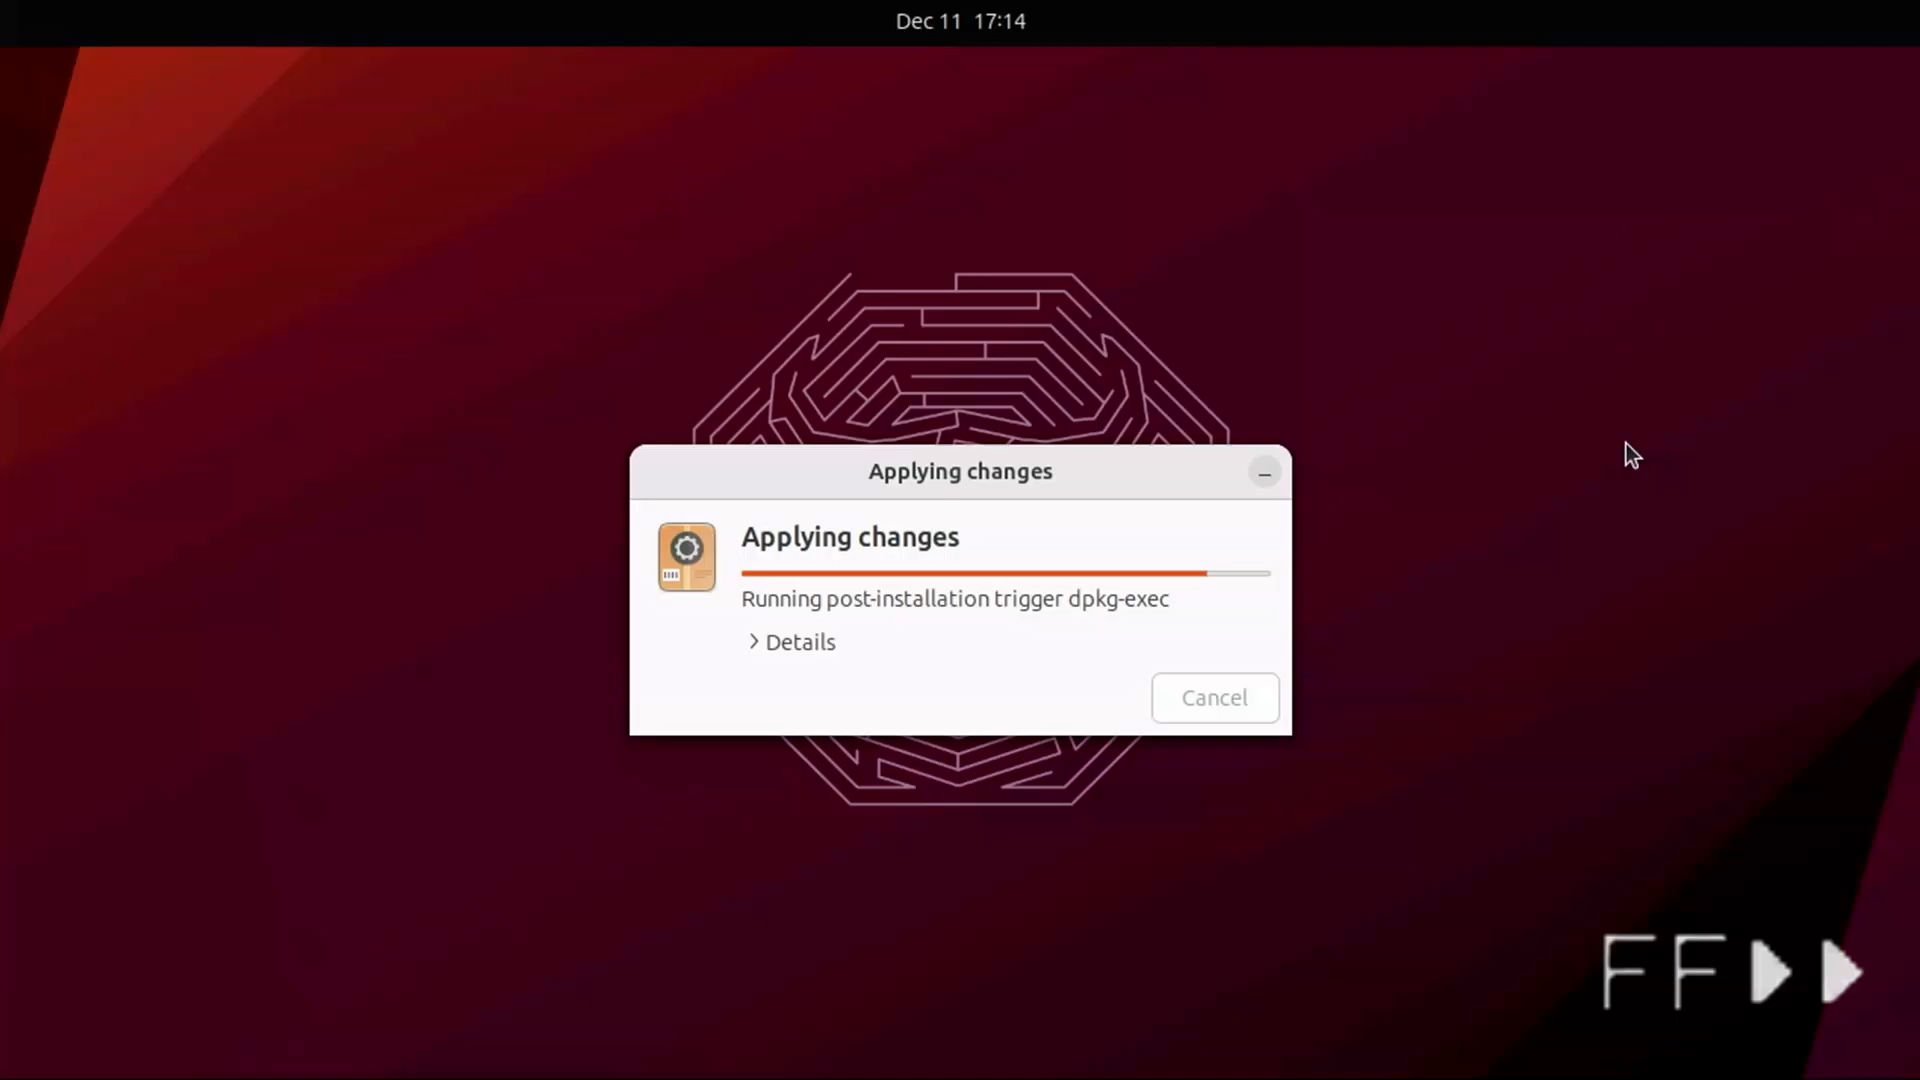 Dec 11 17:14
Applying changes
Applying changes
Running post-installation trigger dpkg-exec
Details
Cancel
FF